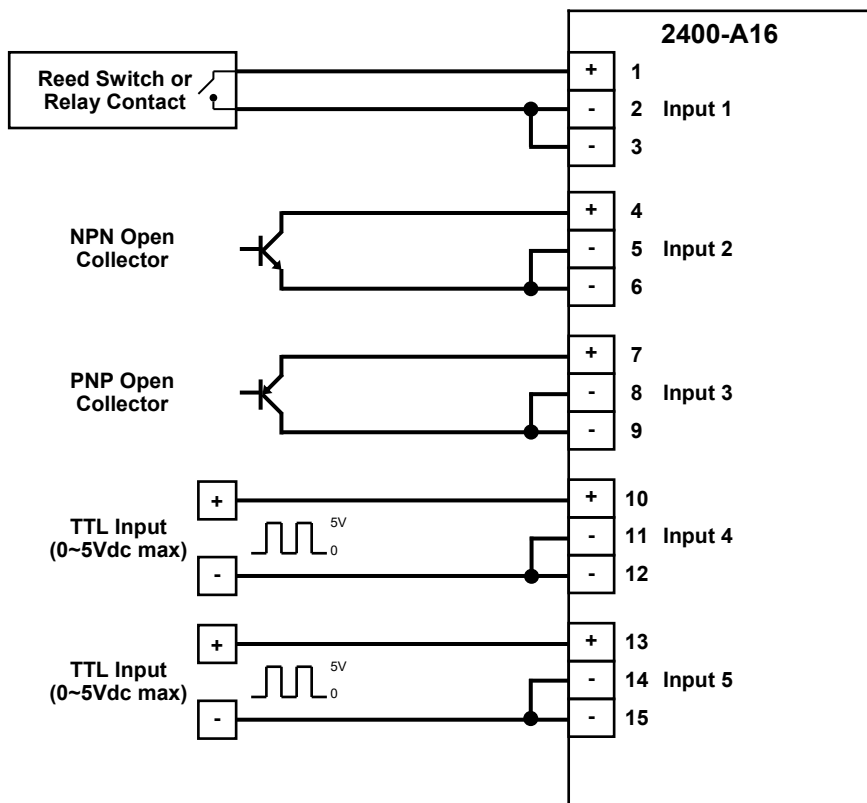 2400-A16
Reed Switch or
Relay Contact
+ 1
- 2 Input 1
- 3
NPN Open
Collector
+ 4
- 5 Input 2
- 6
PNP Open
Collector
+ 7
- 8 Input 3
- 9
TTL Input
(0~5Vdc max)
+
-
5V
0
+ 10
- 11 Input 4
- 12
TTL Input
(0~5Vdc max)
+
-
5V
0
+ 13
- 14 Input 5
- 15